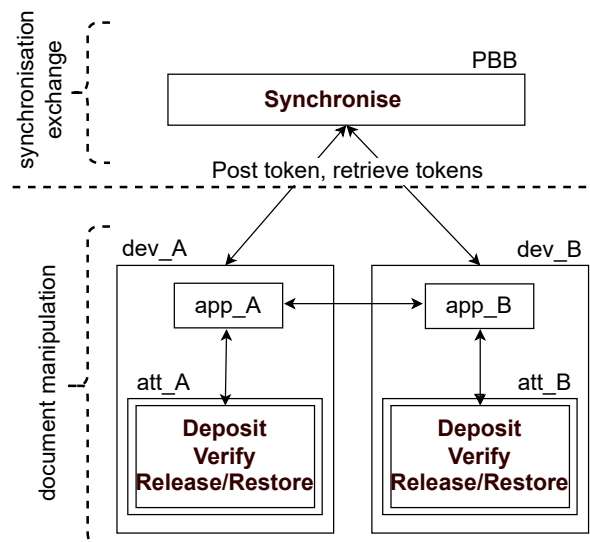 synchronisation
exchange
PBB
Synchronise
Post token, retrieve tokens
document manipulation
dev_A
dev_B
app_A
app_B
att_A
att_B
Deposit
Verify
Release/Restore
Deposit
Verify
Release/Restore